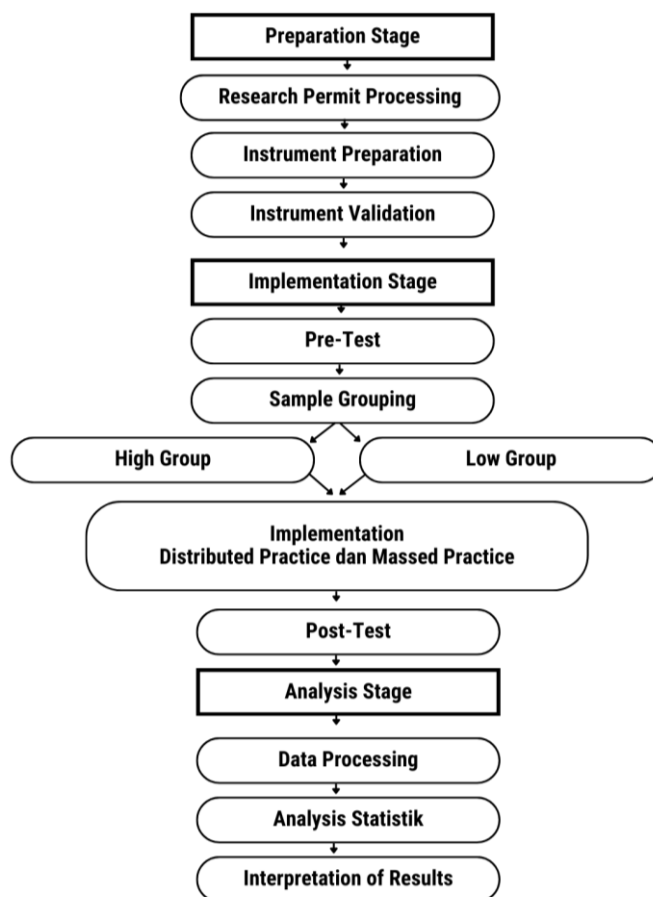 Preparation Stage
Research Permit Processing
Instrument Preparation
Instrument Validation
Implementation Stage
Pre-Test
Sample Grouping
High Group
Low Group
Implementation
Distributed Practice dan Massed Practice
Post-Test
Analysis Stage
Data Processing
Analysis Statistik
Interpretation of Results